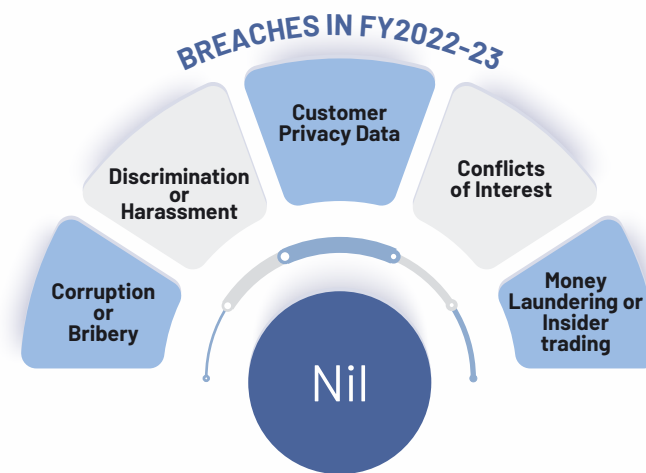 BREACHES IN FY2022-23
Corruption
or
Bribery
Discrimination
or
Harassment
Customer
Privacy Data
Conflicts
of Interest
Money
Laundering or
Insider
trading
Nil